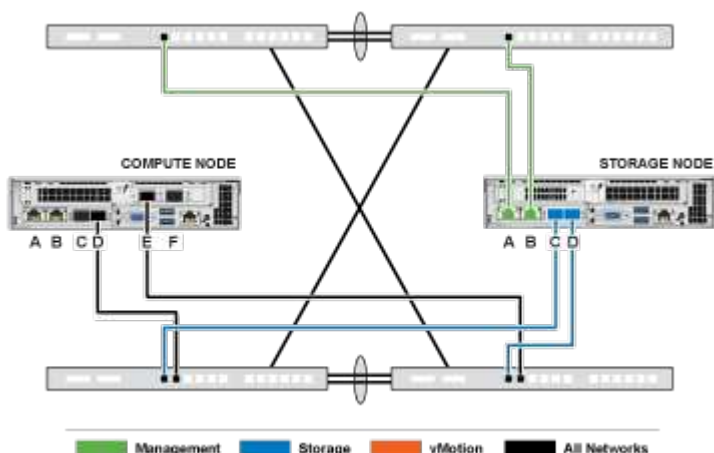 COMPUTE NODE
STORAGE NODE
A B C D E F
A B C D
Management Storage vMotion All Networks